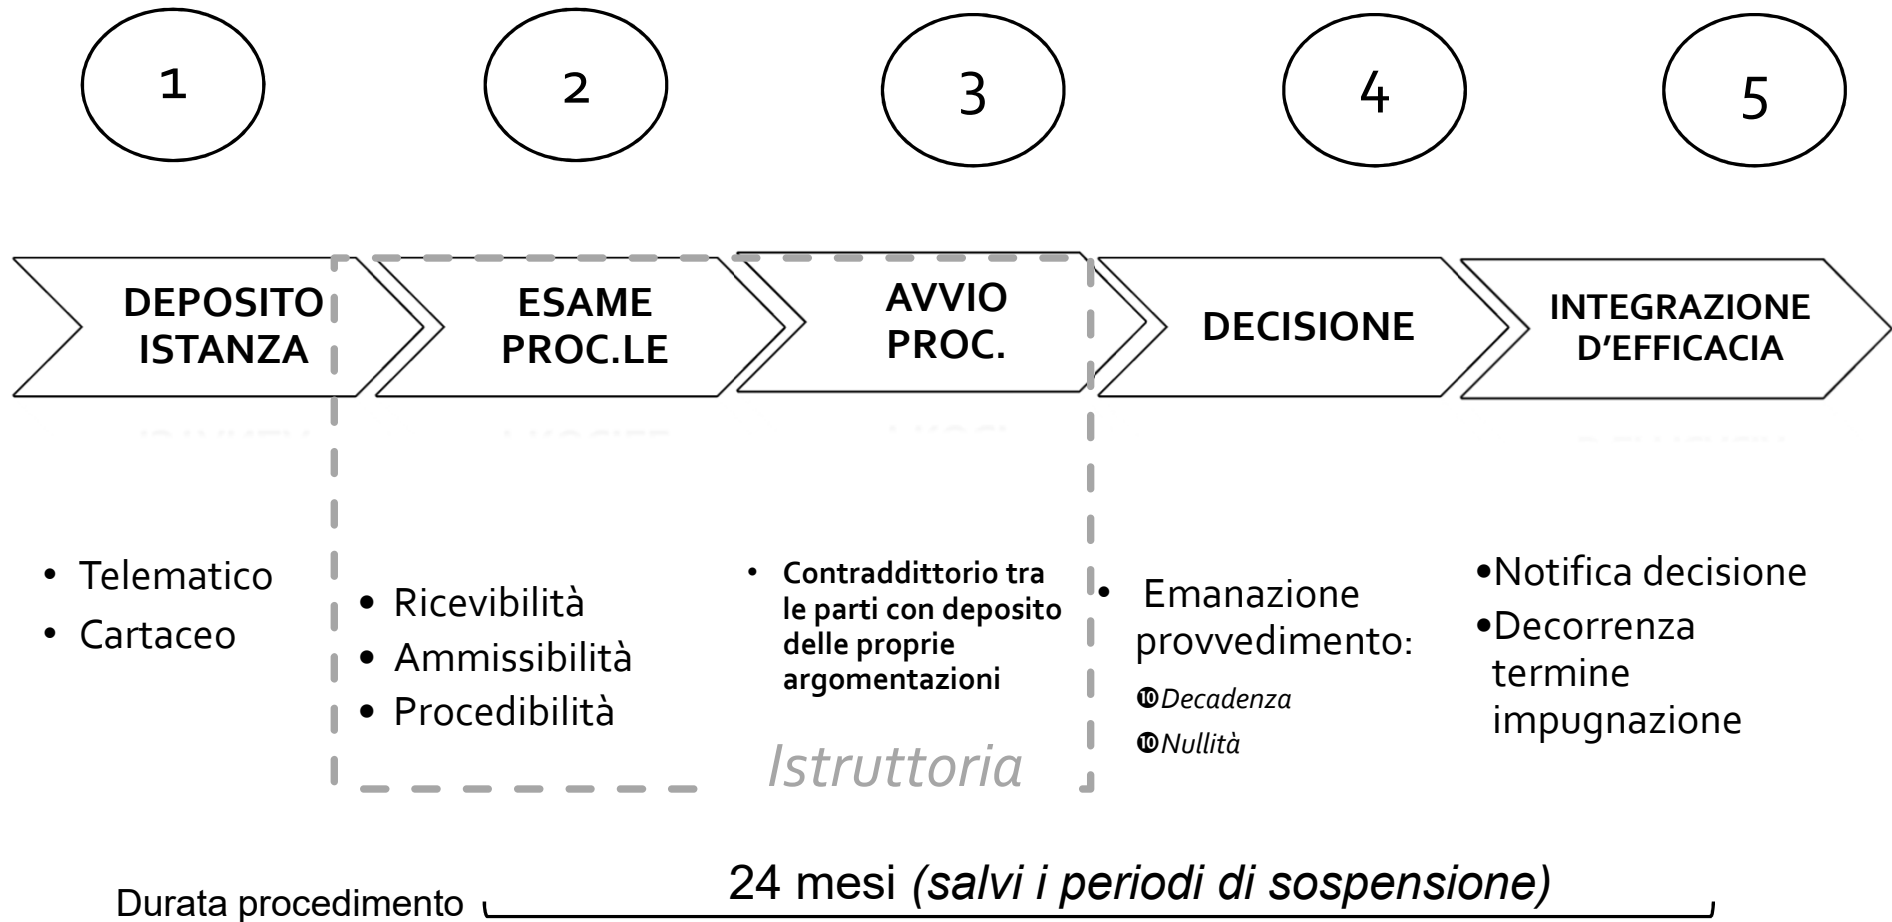 1
2
3
4
5
DEPOSITO
ISTANZA
ESAME
PROC.LE
AVVIO
PROC.
DECISIONE
INTEGRAZIONE
D’EFFICACIA
• Telematico
• Cartaceo
• Ricevibilità
• Ammissibilità
• Procedibilità
• Contraddittorio tra
le parti con deposito
delle proprie
argomentazioni
Istruttoria
• Emanazione
provvedimento:
❿Decadenza
❿Nullità
•Notifica decisione
•Decorrenza
termine
impugnazione
Durata procedimento
24 mesi (salvi i periodi di sospensione)